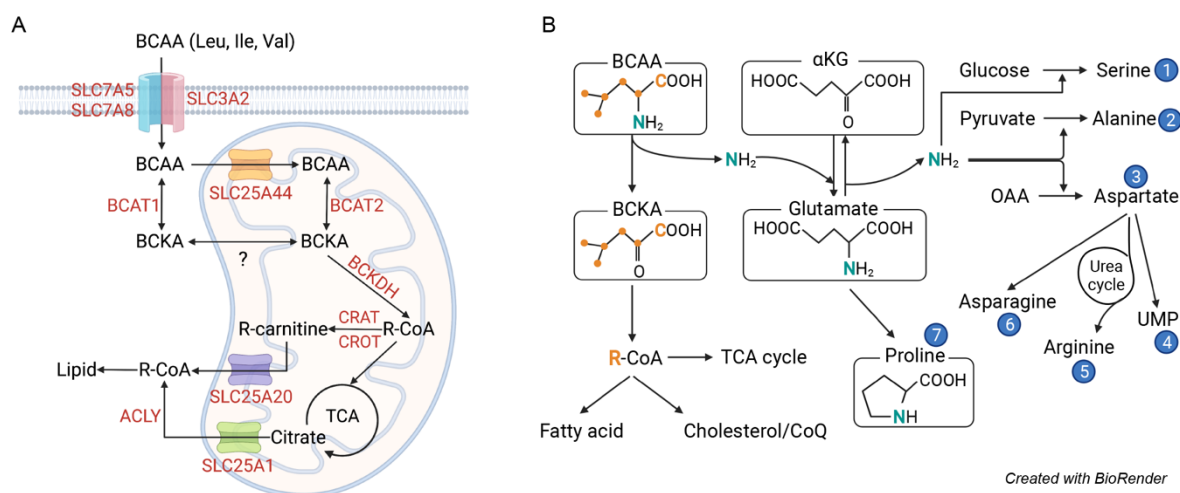 A
BCAA (Leu, Ile, Val)
SLC7A5
SLC7A8
SLC3A2
BCAA
BCAA
SLC25A44
BCAT1
BCAT2
BCKA
BCKA
?
BCKDH
R-carnitine
CRAT
CROT
R-CoA
Lipid
R-CoA
SLC25A20
ACLY
TCA
Citrate
SLC25A1
B
BCAA
COOH
NH₂
αKG
HOOC
COOH
O
Glucose
Serine 1
Pyruvate
Alanine 2
NH₂
NH₂
3
OAA
Aspartate
BCKA
COOH
O
Glutamate
HOOC
COOH
NH₂
Urea
cycle
Asparagine
6
UMP
4
Arginine
5
R-CoA
TCA cycle
7
Proline
COOH
NH
Fatty acid
Cholesterol/CoQ
Created with BioRender